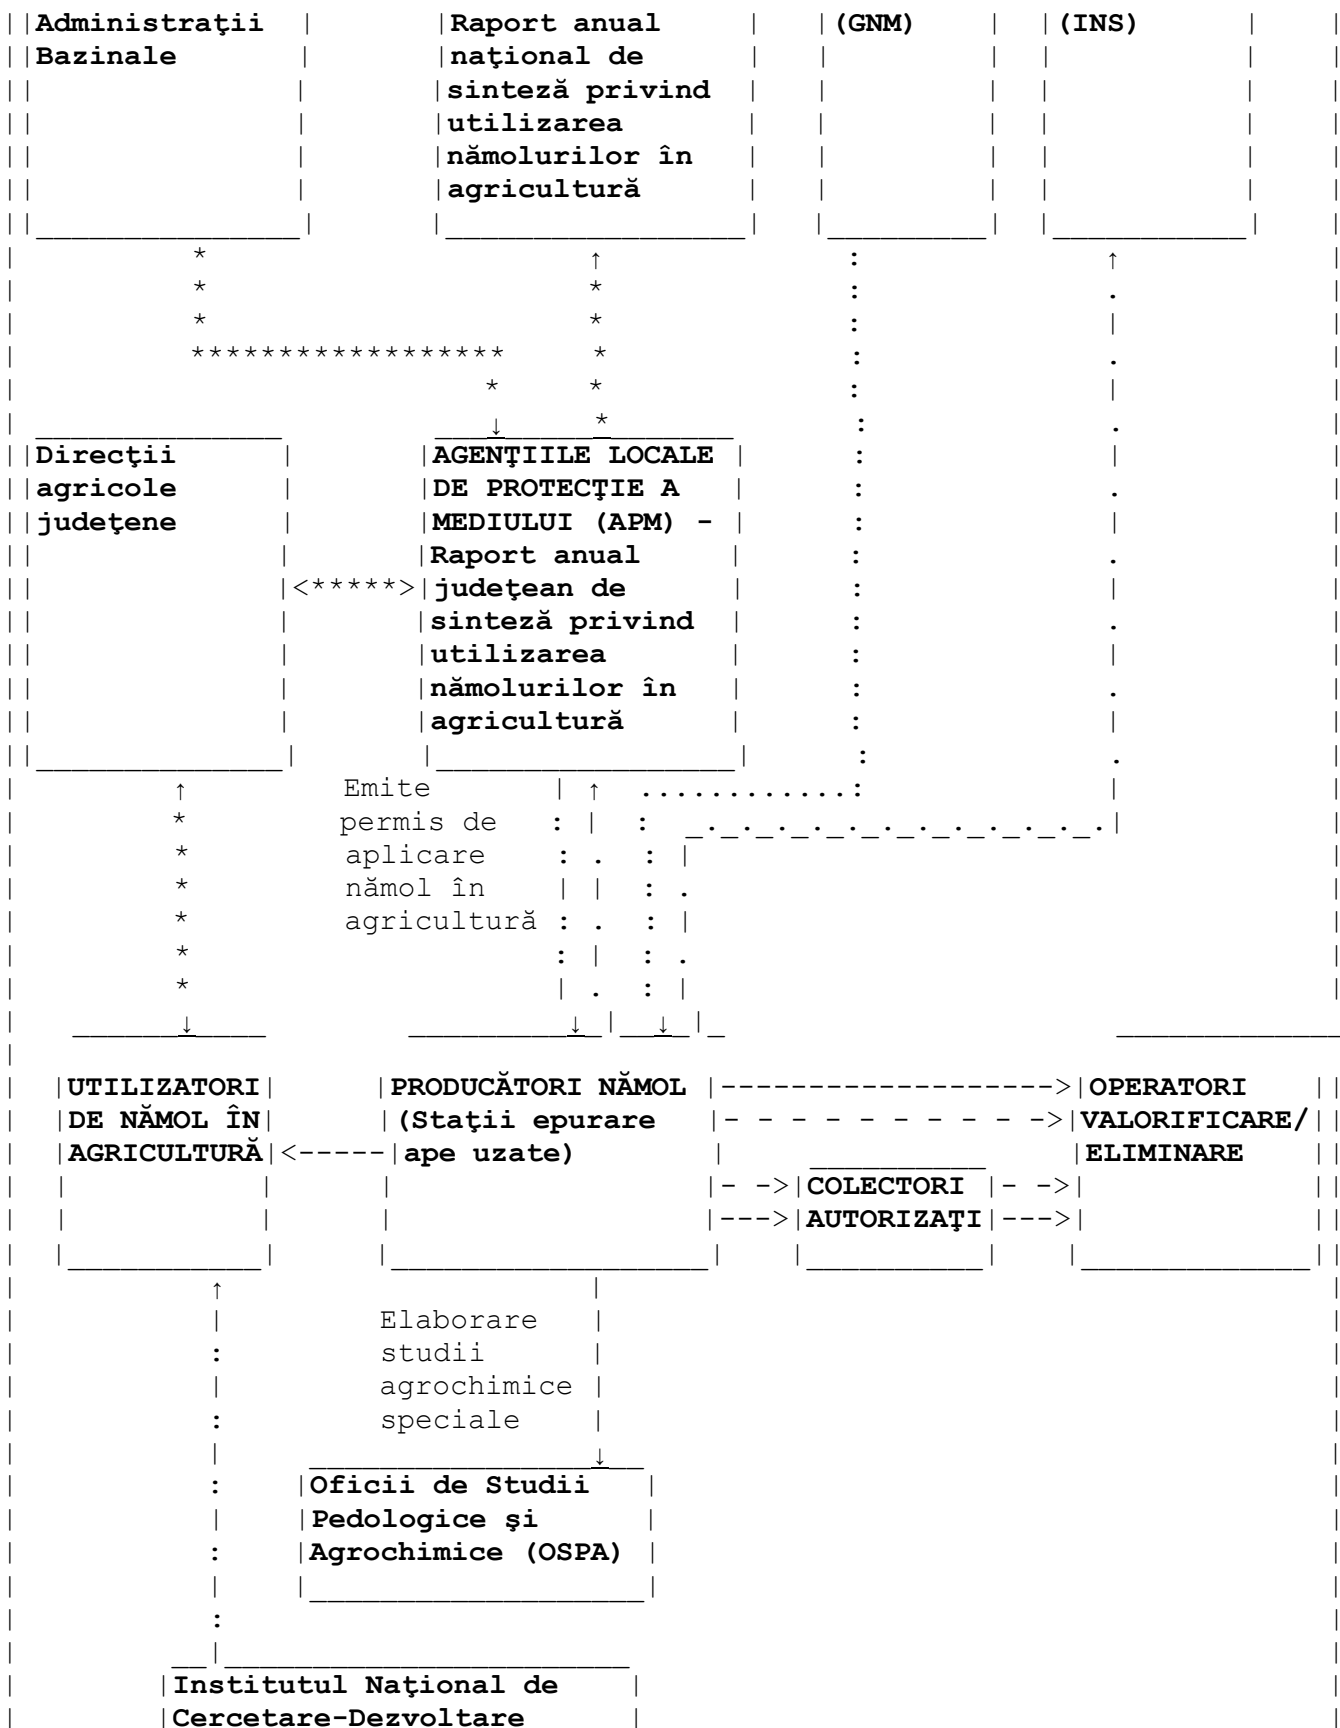 Administraţii
Bazinale
Raport anual
naţional de
sinteză privind
utilizarea
nămolurilor în
agricultură
(GNM)
(INS)
Direcţii
agricole
judeţene
AGENŢIILE LOCALE
DE PROTECŢIE A
MEDIULUI (APM) -
Raport anual
judeţean de
sinteză privind
utilizarea
nămolurilor în
agricultură
Emite
permis de
aplicare
nămol în
agricultură
UTILIZATORI
DE NĂMOL ÎN
AGRICULTURĂ
PRODUCĂTORI NĂMOL
(Staţii epurare
ape uzate)
COLECTORI
AUTORIZAŢI
OPERATORI
VALORIFICARE/
ELIMINARE
Elaborare
studii
agrochimice
speciale
Oficii de Studii
Pedologice şi
Agrochimice (OSPA)
Institutul Naţional de
Cercetare-Dezvoltare